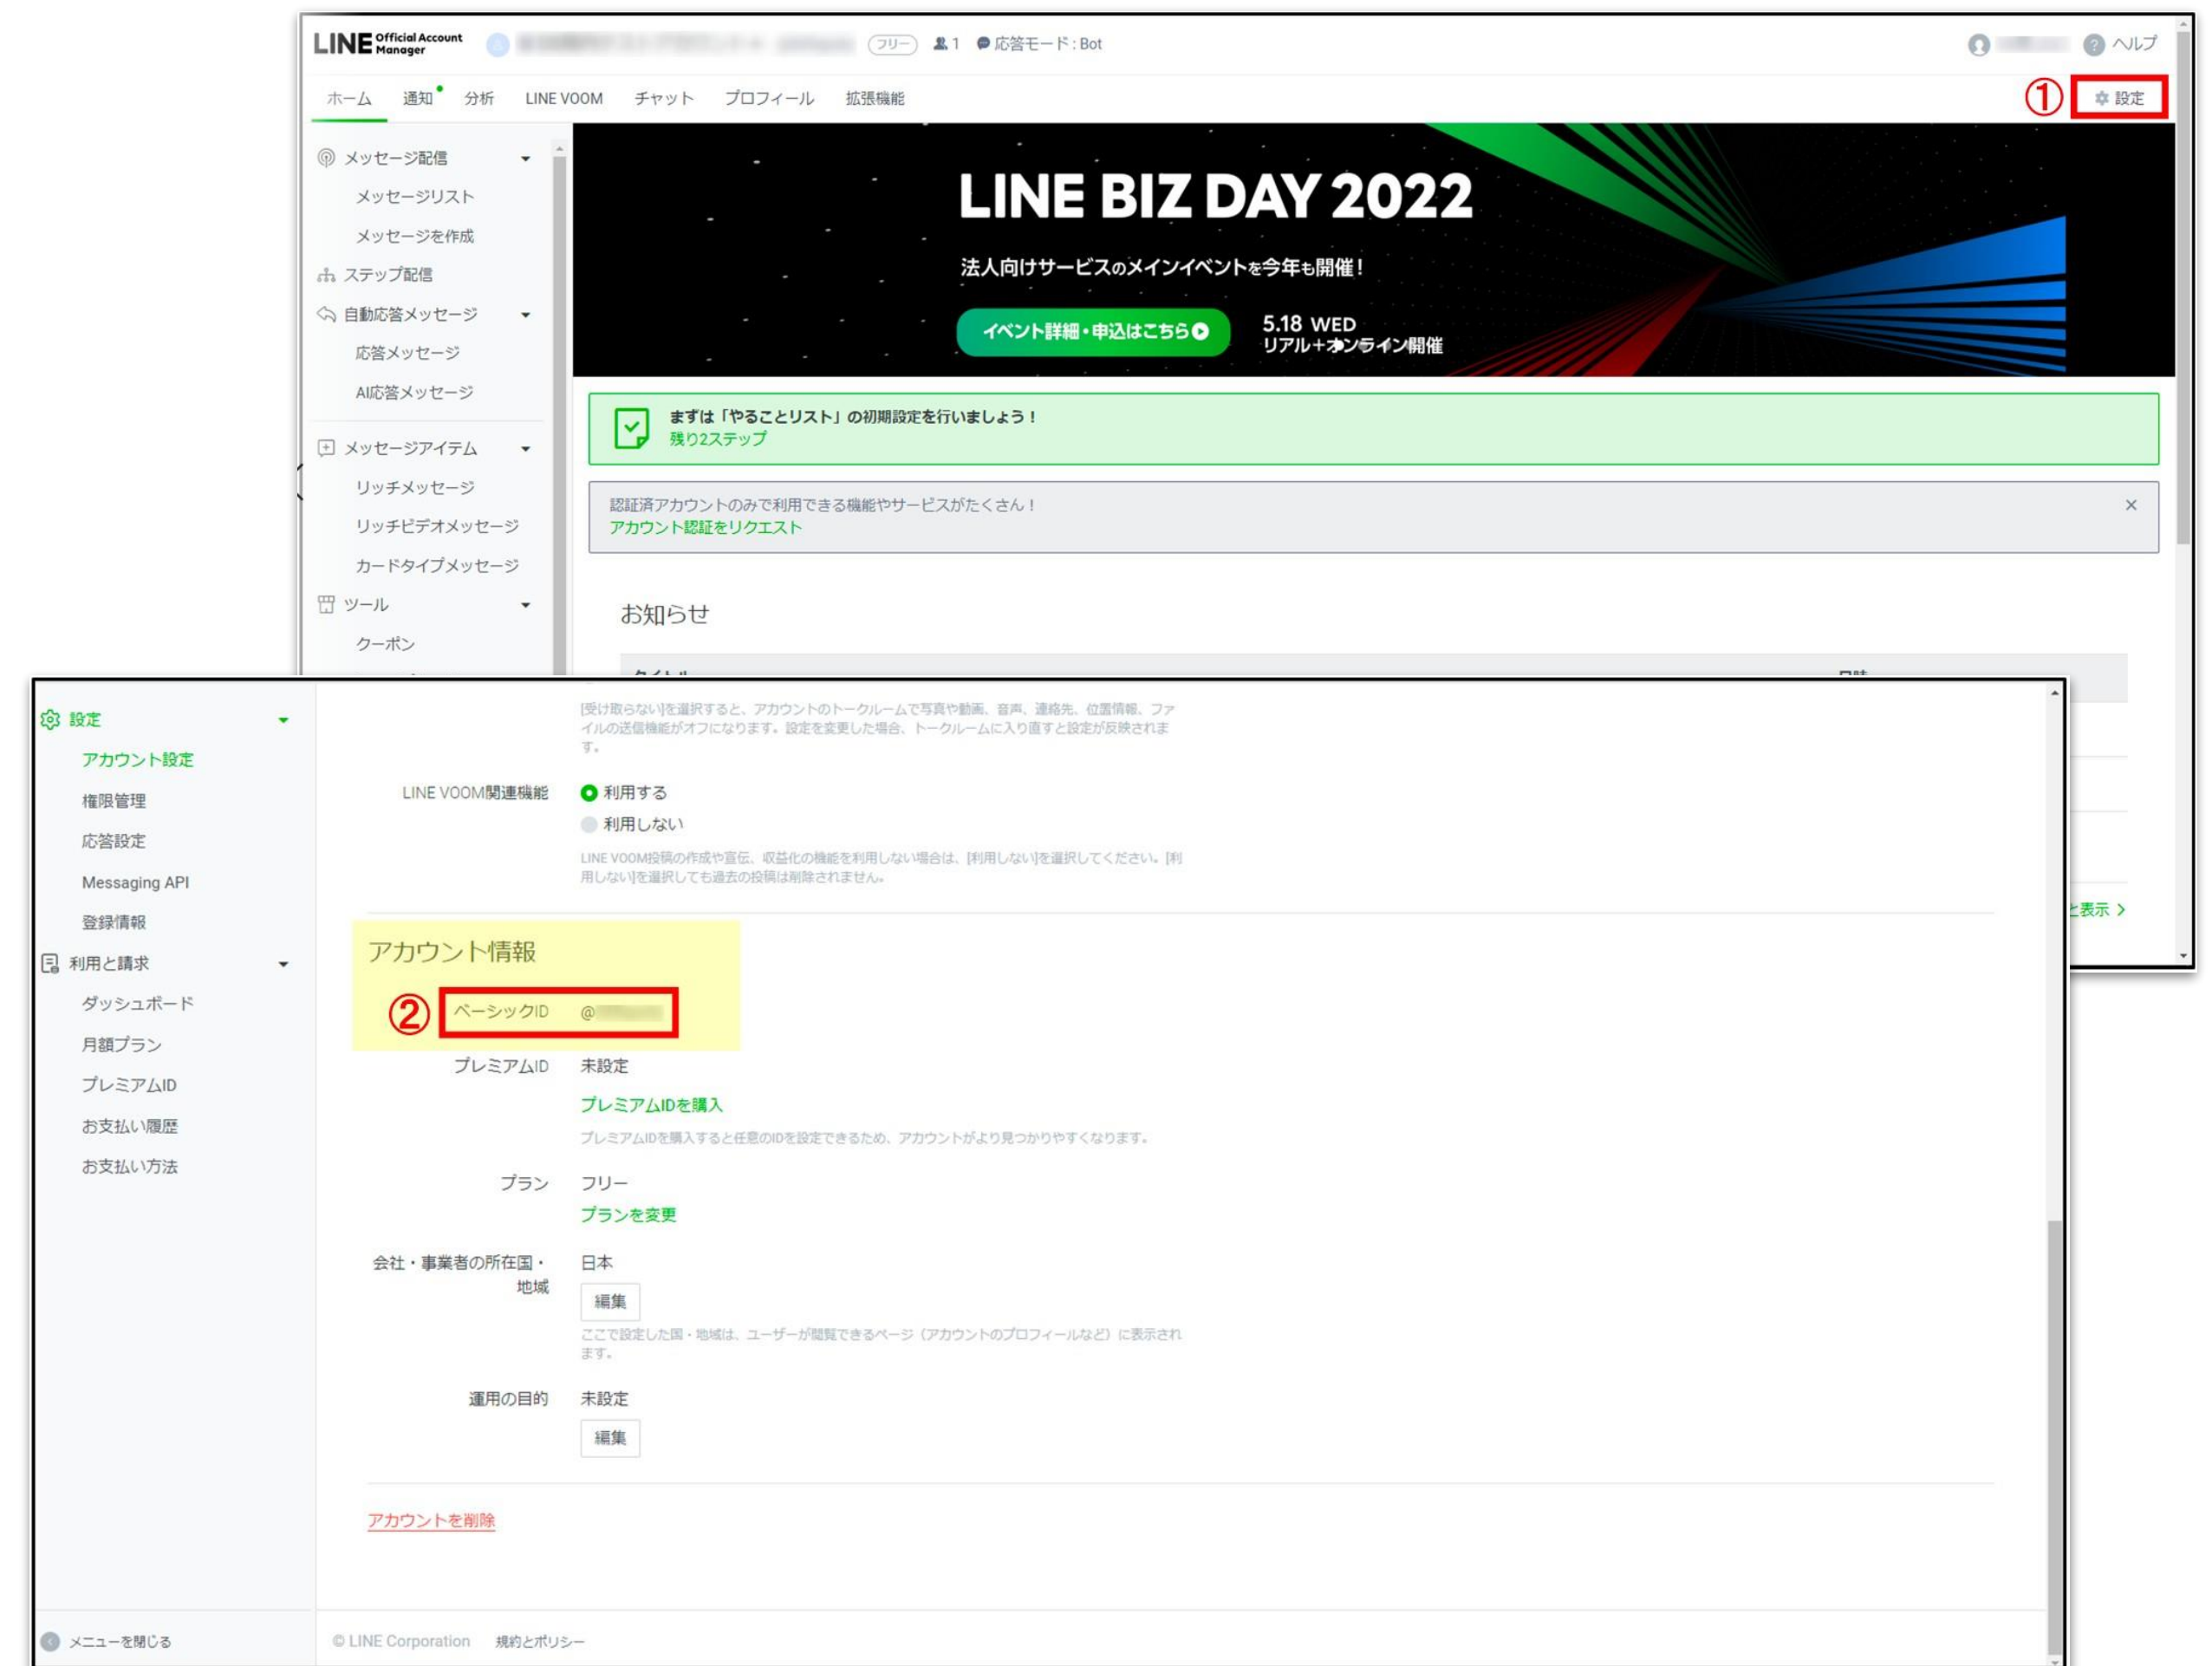 LINE Official Account Manager
フリー
1
応答モード : Bot
ヘルプ
ホーム
通知
分析
LINE VOOM
チャット
プロフィール
拡張機能
①
設定
メッセージ配信
メッセージリスト
メッセージを作成
ステップ配信
自動応答メッセージ
応答メッセージ
AI応答メッセージ
メッセージアイテム
リッチメッセージ
リッチビデオメッセージ
カードタイプメッセージ
ツール
クーポン
LINE BIZ DAY 2022
法人向けサービスのメインイベントを今年も開催!
イベント詳細・申込はこちら
5.18 WED
リアル+オンライン開催
まずは「やることリスト」の初期設定を行いましょう!
残り2ステップ
認証済アカウントのみで利用できる機能やサービスがたくさん!
アカウント認証をリクエスト
お知らせ
と表示
設定
アカウント設定
権限管理
応答設定
Messaging API
登録情報
利用と請求
ダッシュボード
月額プラン
プレミアムID
お支払い履歴
お支払い方法
メニューを閉じる
[受け取らない]を選択すると、アカウントのトークルームで写真や動画、音声、連絡先、位置情報、ファ
イルの送信機能がオフになります。設定を変更した場合、トークルームに入り直すと設定が反映されま
す。
LINE VOOM関連機能
利用する
利用しない
LINE VOOM投稿の作成や宣伝、収益化の機能を利用しない場合は、[利用しない]を選択してください。[利
用しない]を選択しても過去の投稿は削除されません。
アカウント情報
②
ベーシックID @
プレミアムID 未設定
プレミアムIDを購入
プレミアムIDを購入すると任意のIDを設定できるため、アカウントがより見つかりやすくなります。
プラン フリー
プランを変更
会社・事業者の所在国・ 日本
地域
編集
ここで設定した国・地域は、ユーザーが閲覧できるページ（アカウントのプロフィールなど）に表示され
ます。
運用の目的 未設定
編集
アカウントを削除
© LINE Corporation 規約とポリシー